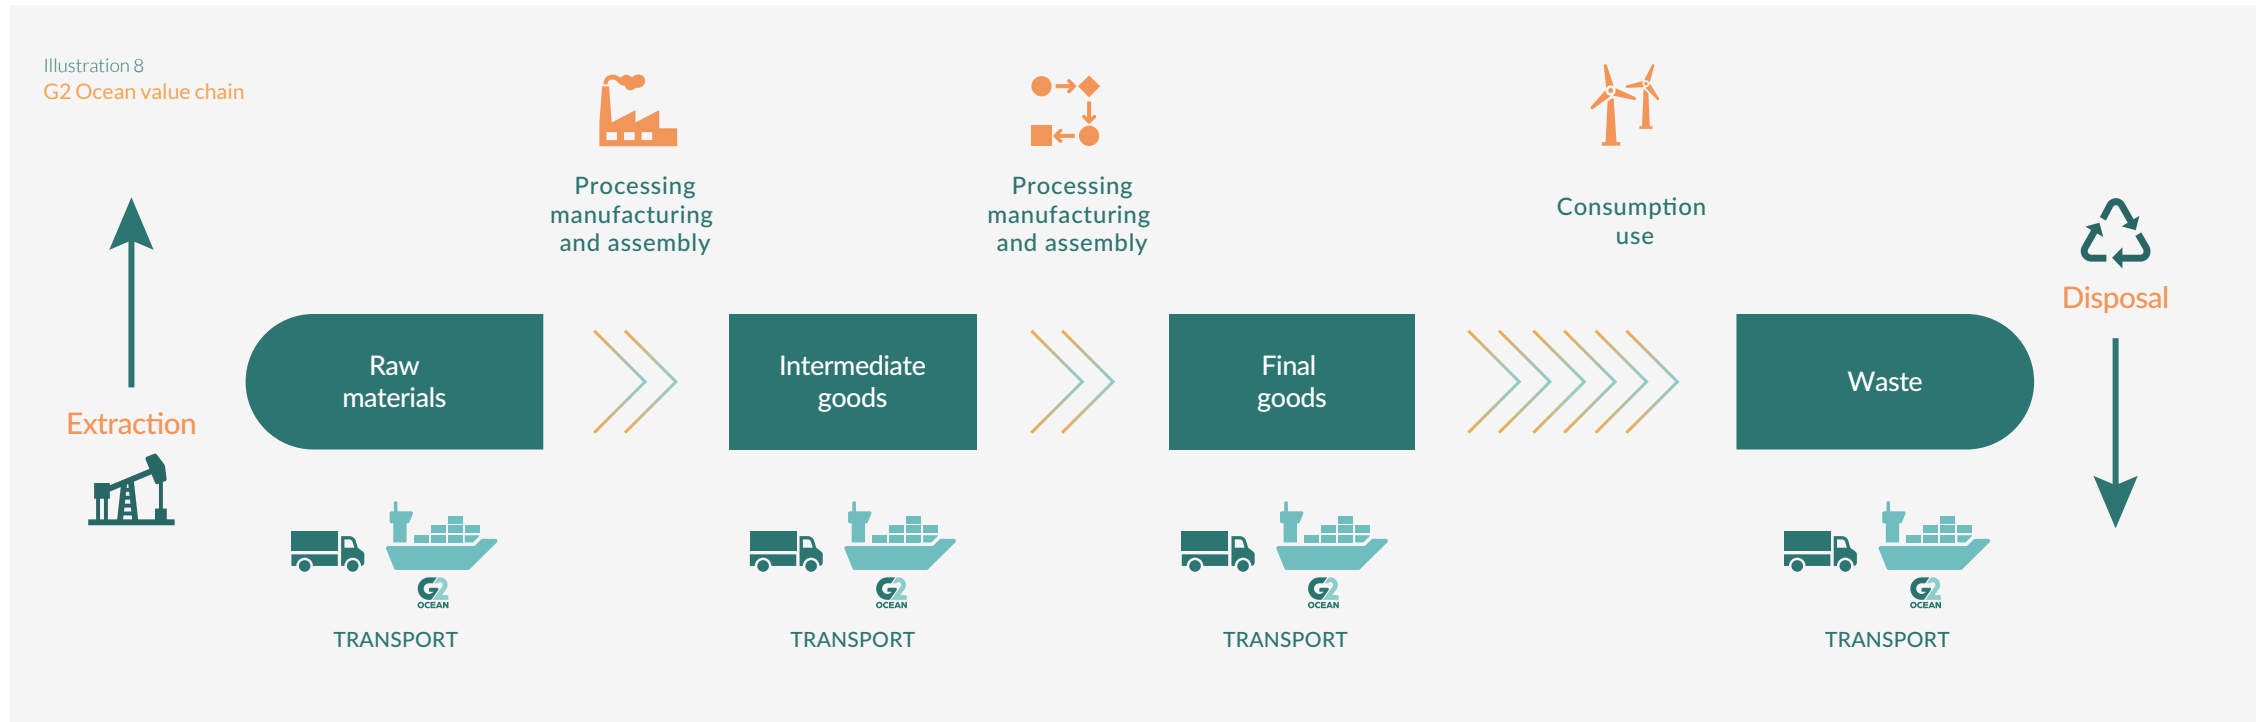 Illustration 8
G2 Ocean value chain
Processing
manufacturing
and assembly
Processing
manufacturing
and assembly
Consumption
use
Extraction
Raw
materials
Intermediate
goods
Final
goods
Waste
Disposal
G2
OCEAN
TRANSPORT
G2
OCEAN
TRANSPORT
G2
OCEAN
TRANSPORT
G2
OCEAN
TRANSPORT